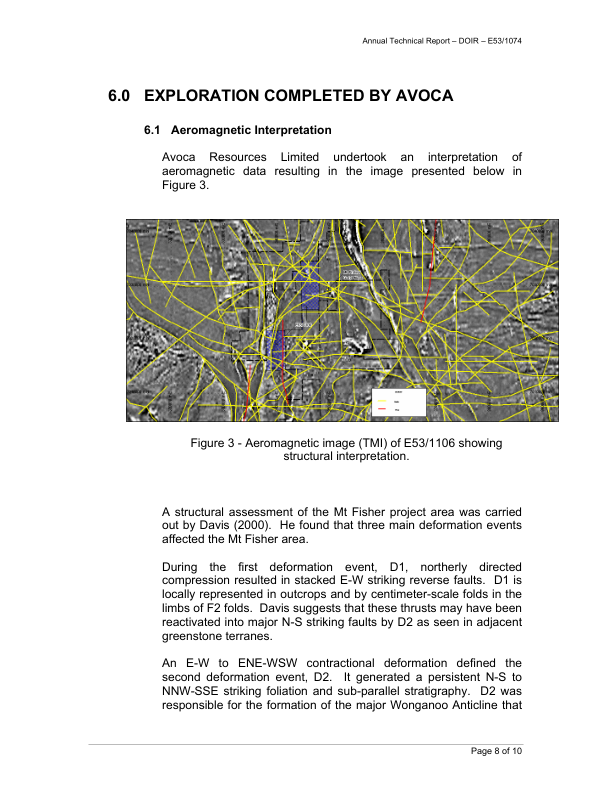 Annual Technical Report – DOIR – E53/1074
6.0 EXPLORATION COMPLETED BY AVOCA
6.1 Aeromagnetic Interpretation
Avoca Resources Limited undertook an interpretation of
aeromagnetic data resulting in the image presented below in
Figure 3.
Figure 3 - Aeromagnetic image (TMI) of E53/1106 showing
structural interpretation.
A structural assessment of the Mt Fisher project area was carried
out by Davis (2000). He found that three main deformation events
affected the Mt Fisher area.
During the first deformation event, D1, northerly directed
compression resulted in stacked E-W striking reverse faults. D1 is
locally represented in outcrops and by centimeter-scale folds in the
limbs of F2 folds. Davis suggests that these thrusts may have been
reactivated into major N-S striking faults by D2 as seen in adjacent
greenstone terranes.
An E-W to ENE-WSW contractional deformation defined the
second deformation event, D2. It generated a persistent N-S to
NNW-SSE striking foliation and sub-parallel stratigraphy. D2 was
responsible for the formation of the major Wonganoo Anticline that
Page 8 of 10